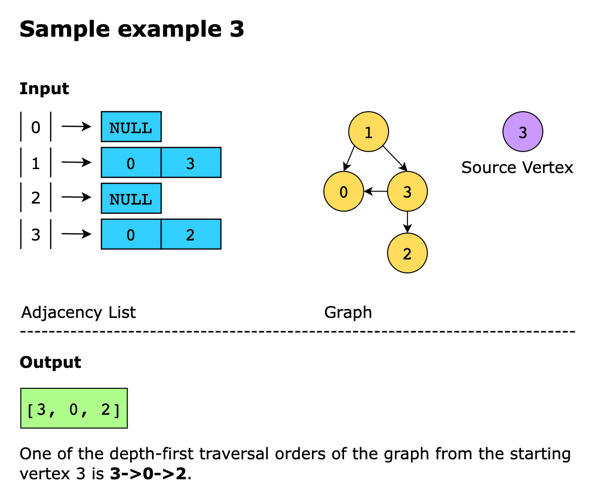 Sample example 3
Input
0 NULL
1 0 3
2 NULL
3 0 2
1
0 3
2
3
Source Vertex
Adjacency List
Graph
Output
[3, 0, 2]
One of the depth-first traversal orders of the graph from the starting
vertex 3 is 3->0->2.